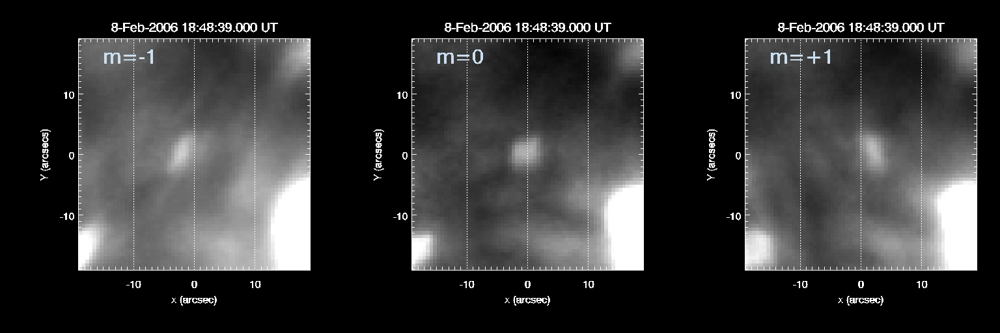 8-Feb-2006 18:48:39.000 UT
m=-1
10
0
-10
Y (arcsecs)
-10 0 10
x (arcsec)
8-Feb-2006 18:48:39.000 UT
m=0
10
0
-10
Y (arcsecs)
-10 0 10
x (arcsec)
8-Feb-2006 18:48:39.000 UT
m=+1
10
0
-10
Y (arcsecs)
-10 0 10
x (arcsec)